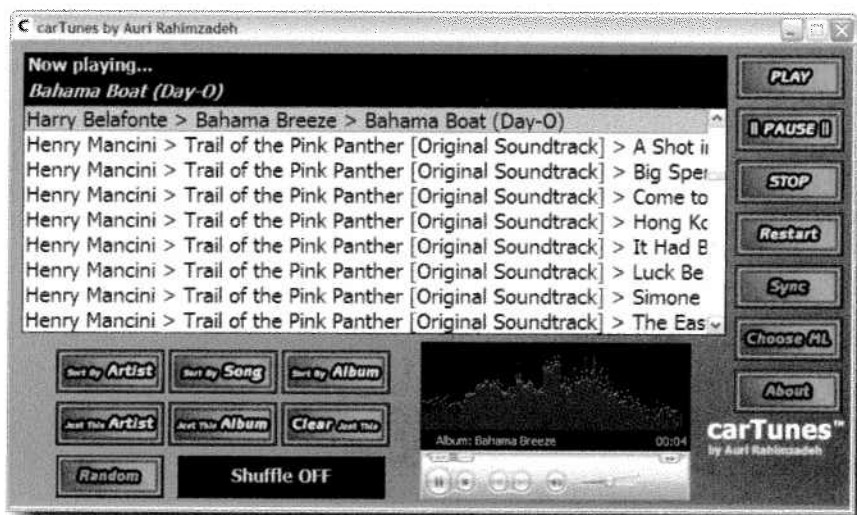 carTunes by Auri Rahimzadeh
Now playing...
Bahama Boat (Day-O)
Harry Belafonte > Bahama Breeze > Bahama Boat (Day-O)
Henry Mancini > Trail of the Pink Panther [Original Soundtrack] > A Shot i
Henry Mancini > Trail of the Pink Panther [Original Soundtrack] > Big Spe
Henry Mancini > Trail of the Pink Panther [Original Soundtrack] > Come to
Henry Mancini > Trail of the Pink Panther [Original Soundtrack] > Hong Ko
Henry Mancini > Trail of the Pink Panther [Original Soundtrack] > It Had B
Henry Mancini > Trail of the Pink Panther [Original Soundtrack] > Luck Be
Henry Mancini > Trail of the Pink Panther [Original Soundtrack] > Simone
Henry Mancini > Trail of the Pink Panther [Original Soundtrack] > The Eas
PLAY
PAUSE
STOP
Restart
Sync
Choose ML
About
Sort By Artist
Sort By Song
Sort By Album
Just This Artist
Just This Album
Clear Just This
Random
Shuffle OFF
Album: Bahama Breeze 00:04
carTunes™
by Auri Rahimzadeh